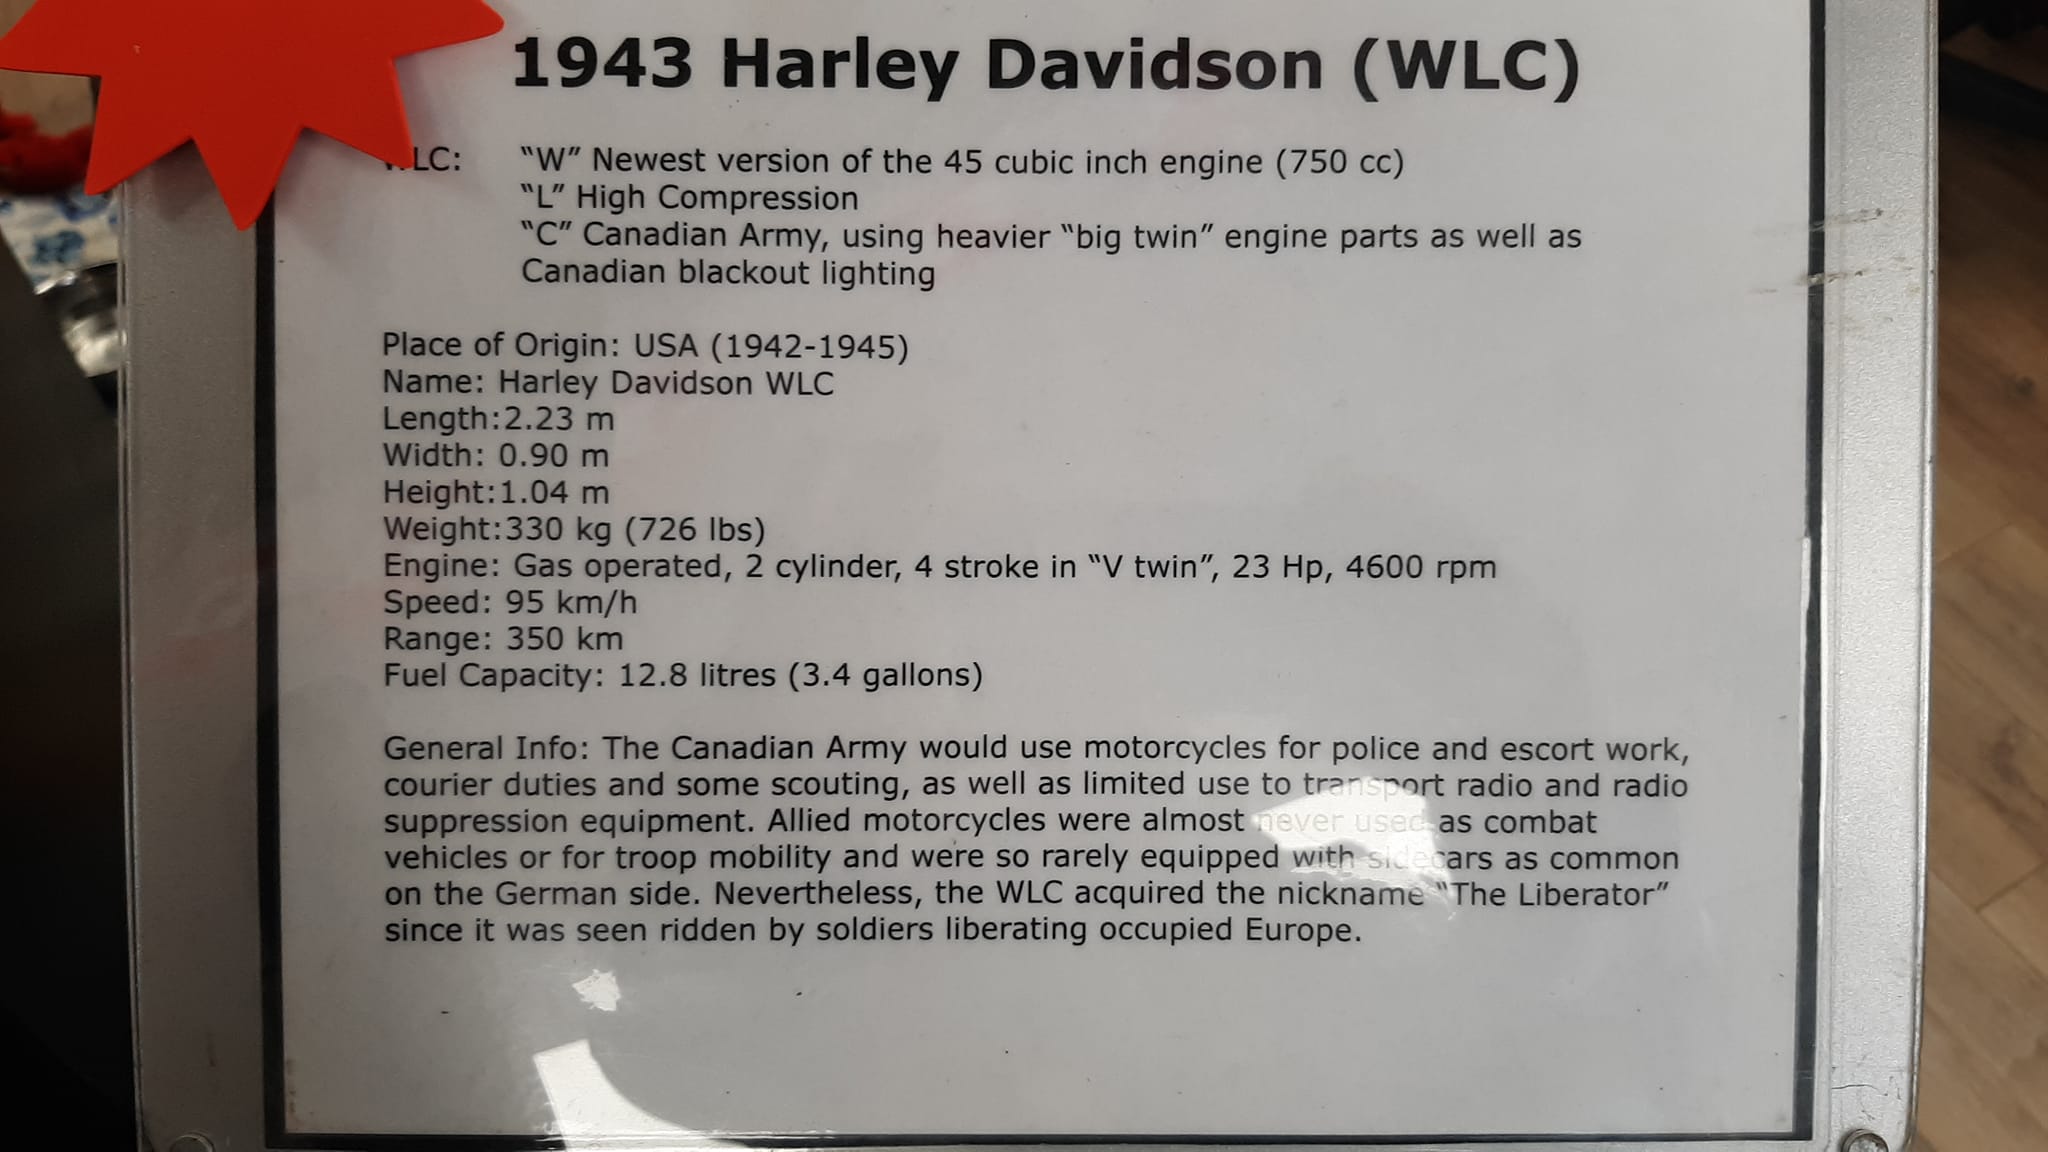 1943 Harley Davidson (WLC)
WLC: “W” Newest version of the 45 cubic inch engine (750 cc)
“L” High Compression
“C” Canadian Army, using heavier “big twin” engine parts as well as
Canadian blackout lighting
Place of Origin: USA (1942-1945)
Name: Harley Davidson WLC
Length:2.23 m
Width: 0.90 m
Height:1.04 m
Weight:330 kg (726 lbs)
Engine: Gas operated, 2 cylinder, 4 stroke in “V twin”, 23 Hp, 4600 rpm
Speed: 95 km/h
Range: 350 km
Fuel Capacity: 12.8 litres (3.4 gallons)
General Info: The Canadian Army would use motorcycles for police and escort work,
courier duties and some scouting, as well as limited use to transport radio and radio
suppression equipment. Allied motorcycles were almost never used as combat
vehicles or for troop mobility and were so rarely equipped with sidecars as common
on the German side. Nevertheless, the WLC acquired the nickname “The Liberator”
since it was seen ridden by soldiers liberating occupied Europe.